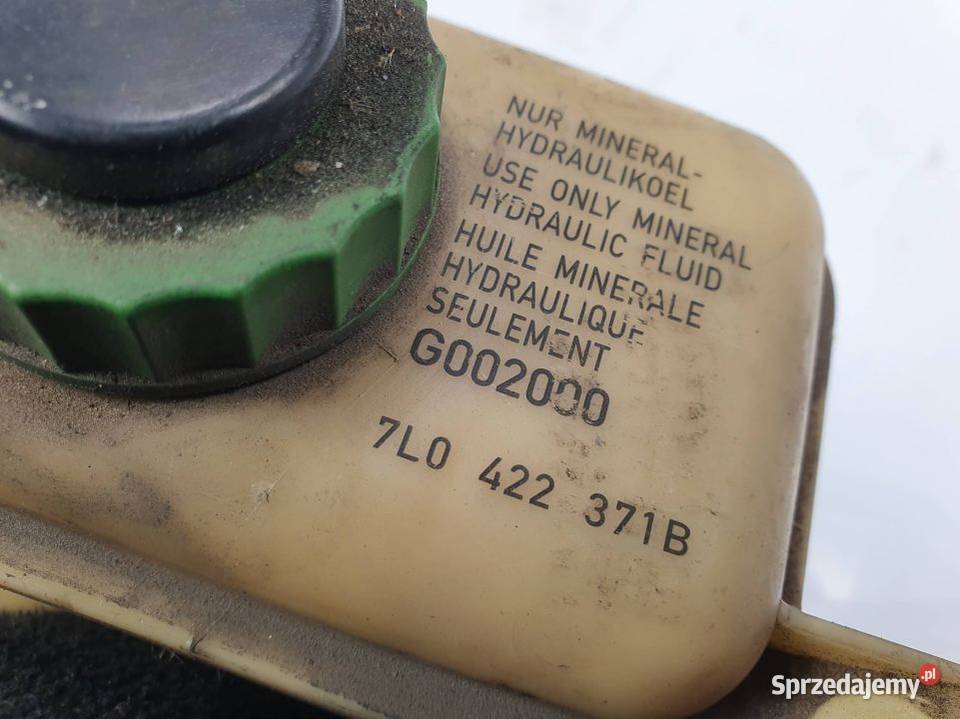 NUR MINERAL-
HYDRAULIKOEL
USE ONLY MINERAL
HYDRAULIC FLUID
HUILE MINERALE
HYDRAULIQUE
SEULEMENT
G002000
7L0 422 371B
Sprzedajemy.pl